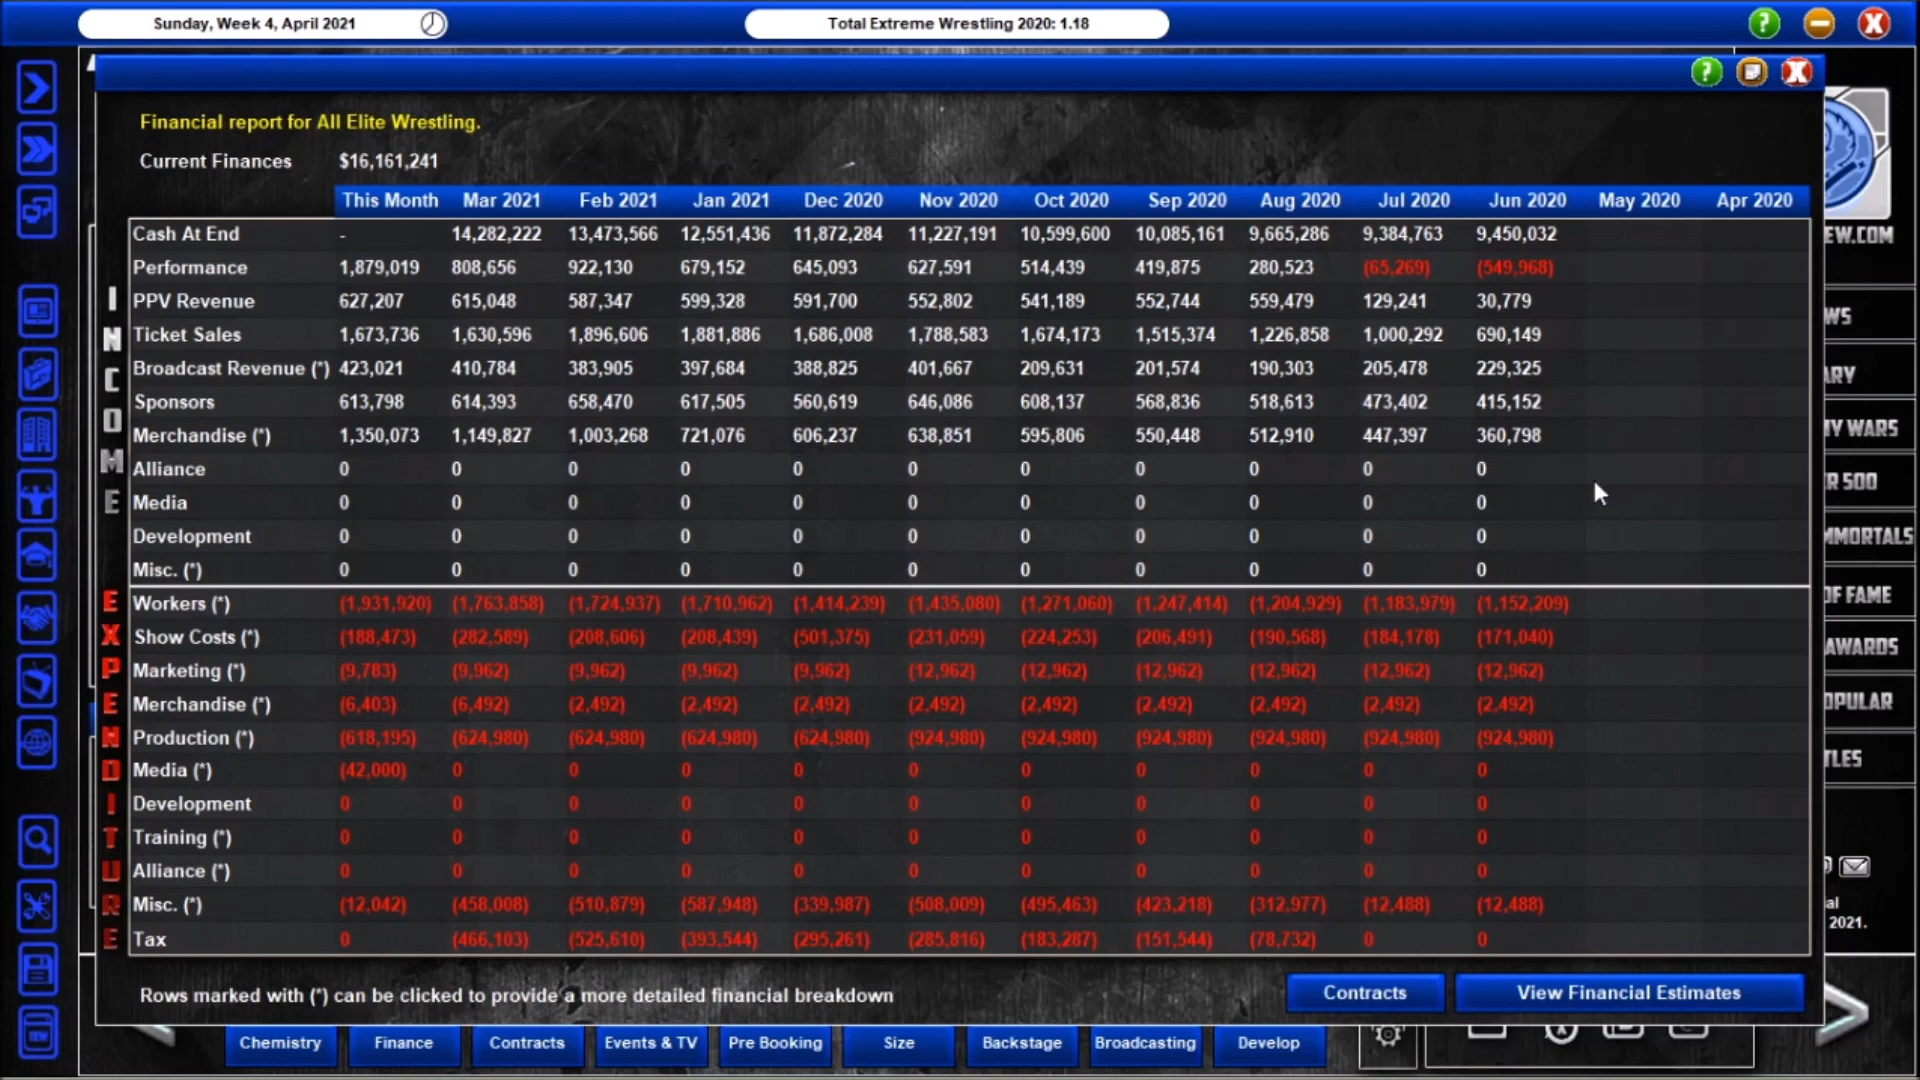 Sunday, Week 4, April 2021
Total Extreme Wrestling 2020: 1.18
Financial report for All Elite Wrestling.
Current Finances $16,161,241
This Month Mar 2021 Feb 2021 Jan 2021 Dec 2020 Nov 2020 Oct 2020 Sep 2020 Aug 2020 Jul 2020 Jun 2020 May 2020 Apr 2020
INCOME
Cash At End - 14,282,222 13,473,566 12,551,436 11,872,284 11,227,191 10,599,600 10,085,161 9,665,286 9,384,763 9,450,032
Performance 1,879,019 808,656 922,130 679,152 645,093 627,591 514,439 419,875 280,523 (65,269) (549,968)
PPV Revenue 627,207 615,048 587,347 599,328 591,700 552,802 541,189 552,744 559,479 129,241 30,779
Ticket Sales 1,673,736 1,630,596 1,896,606 1,881,886 1,686,008 1,788,583 1,674,173 1,515,374 1,226,858 1,000,292 690,149
Broadcast Revenue (*) 423,021 410,784 383,905 397,684 388,825 401,667 209,631 201,574 190,303 205,478 229,325
Sponsors 613,798 614,393 658,470 617,505 560,619 646,086 608,137 568,836 518,613 473,402 415,152
Merchandise (*) 1,350,073 1,149,827 1,003,268 721,076 606,237 638,851 595,806 550,448 512,910 447,397 360,798
Alliance 0 0 0 0 0 0 0 0 0 0 0
Media 0 0 0 0 0 0 0 0 0 0 0
Development 0 0 0 0 0 0 0 0 0 0 0
Misc. (*) 0 0 0 0 0 0 0 0 0 0 0
EXPENDITURE
Workers (*) (1,931,920) (1,763,858) (1,724,937) (1,710,962) (1,414,239) (1,435,080) (1,271,060) (1,247,414) (1,204,929) (1,183,979) (1,152,209)
Show Costs (*) (188,473) (282,589) (208,606) (208,439) (501,375) (231,059) (224,253) (206,491) (190,568) (184,178) (171,040)
Marketing (*) (9,783) (9,962) (9,962) (9,962) (9,962) (12,962) (12,962) (12,962) (12,962) (12,962) (12,962)
Merchandise (*) (6,403) (6,492) (2,492) (2,492) (2,492) (2,492) (2,492) (2,492) (2,492) (2,492) (2,492)
Production (*) (618,195) (624,980) (624,980) (624,980) (624,980) (924,980) (924,980) (924,980) (924,980) (924,980) (924,980)
Media (*) (42,000) 0 0 0 0 0 0 0 0 0 0
Development 0 0 0 0 0 0 0 0 0 0 0
Training (*) 0 0 0 0 0 0 0 0 0 0 0
Alliance (*) 0 0 0 0 0 0 0 0 0 0 0
Misc. (*) (12,042) (458,008) (510,879) (587,948) (339,987) (508,009) (495,463) (423,218) (312,977) (12,488) (12,488)
Tax 0 (466,103) (525,610) (393,544) (295,261) (285,816) (183,287) (151,544) (78,732) 0 0
Rows marked with (*) can be clicked to provide a more detailed financial breakdown
Contracts
View Financial Estimates
Chemistry Finance Contracts Events & TV Pre Booking Size Backstage Broadcasting Develop
EW.COM
WS
ARY
WARS
R 500
MMORTALS
OF FAME
AWARDS
OPULAR
TLES
al
2021.